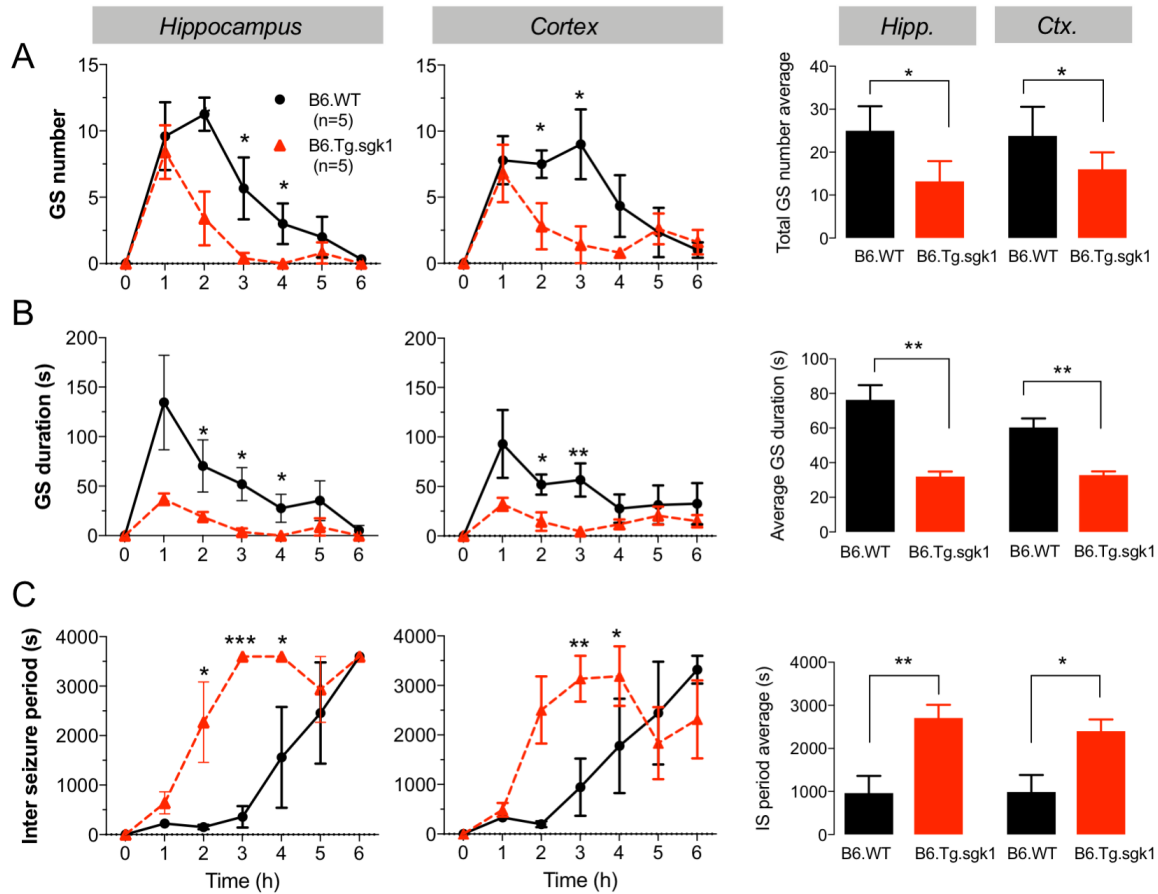 Hippocampus
Cortex
Hipp.
Ctx.
A
GS number
15
10
5
0
0 1 2 3 4 5 6
* *
B6.WT
(n=5)
B6.Tg.sgk1
(n=5)
15
10
5
0
0 1 2 3 4 5 6
* *
Total GS number average
40
30
20
10
0
* *
B6.WT B6.Tg.sgk1 B6.WT B6.Tg.sgk1
B
GS duration (s)
200
150
100
50
0
0 1 2 3 4 5 6
* * *
200
150
100
50
0
0 1 2 3 4 5 6
* **
Average GS duration (s)
100
80
60
40
20
0
** **
B6.WT B6.Tg.sgk1 B6.WT B6.Tg.sgk1
C
Inter seizure period (s)
4000
3000
2000
1000
0
0 1 2 3 4 5 6
* *** *
Time (h)
4000
3000
2000
1000
0
0 1 2 3 4 5 6
** *
Time (h)
IS period average (s)
4000
3000
2000
1000
0
** *
B6.WT B6.Tg.sgk1 B6.WT B6.Tg.sgk1